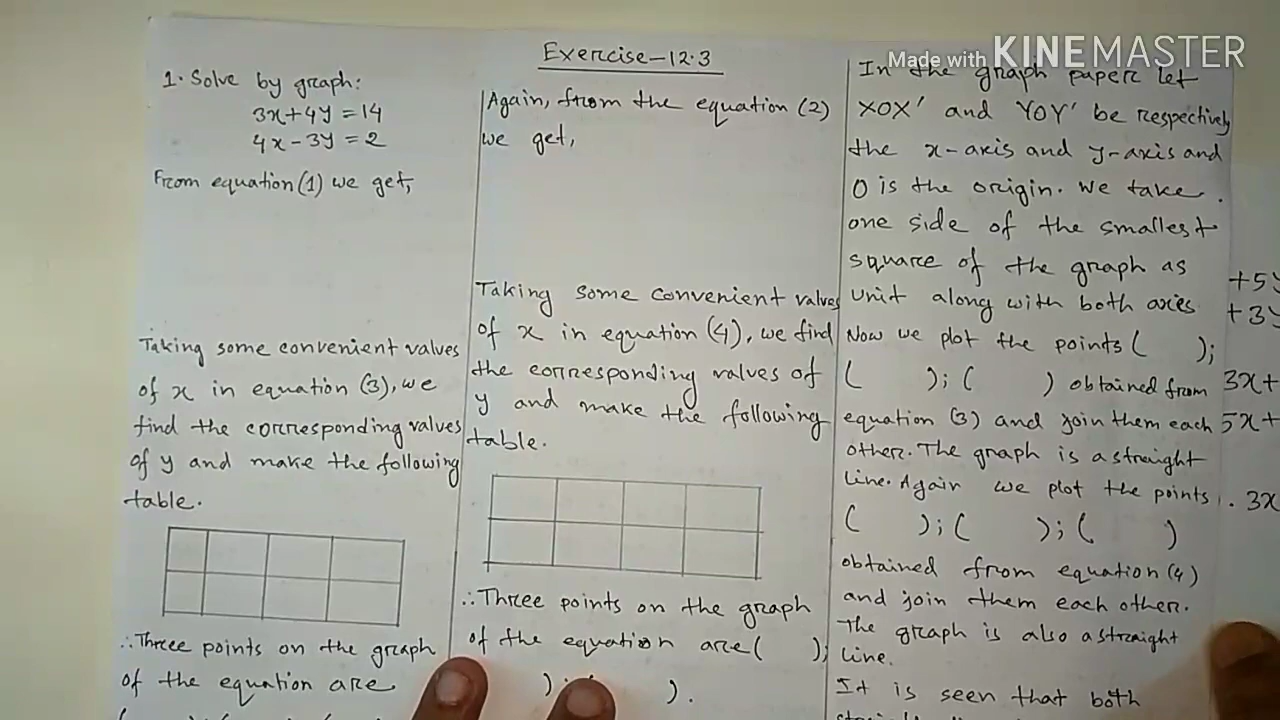 Exercise-12.3
1. Solve by graph:
3x+4y=14
4x-3y=2
From equation(1) we get,
Taking some convenient values
of x in equation (3), we
find the corresponding values
of y and make the following
table.
∴Three points on the graph
of the equation are
Again, from the equation (2)
we get,
Taking some convenient values
of x in equation (4), we find
the corresponding values of
y and make the following
table.
∴Three points on the graph
of the equation are( );
); ( ).
Made with KINEMASTER
In the graph paper let
XOX' and YOY' be respectively
the x-axis and y-axis and
O is the origin. We take
one side of the smallest
square of the graph as
unit along with both axies.
Now we plot the points ( );
( ); ( ) obtained from
equation (3) and join them each
other. The graph is a straight
line. Again we plot the points
( ); ( ); ( )
obtained from equation (4)
and join them each other.
The graph is also a straight
line.
It is seen that both
+5y
+3y
3x+
5x+
3x